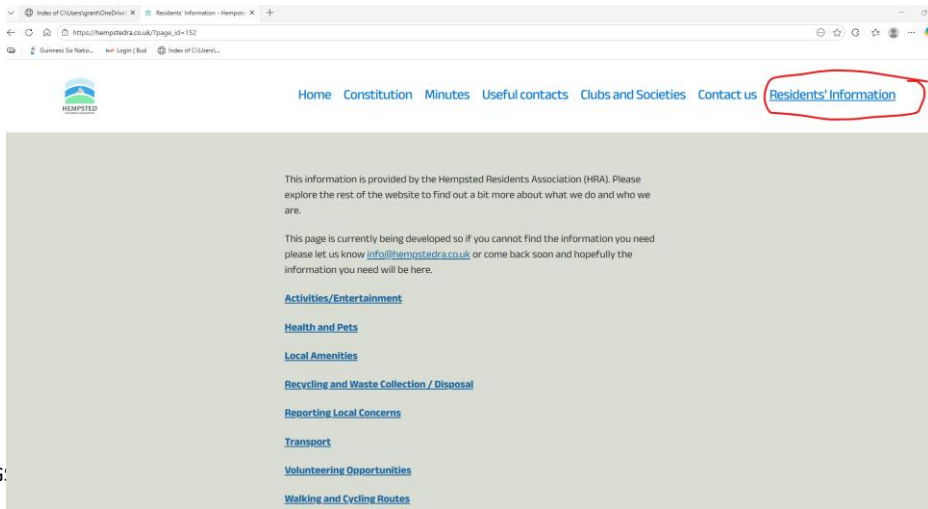 Index of C:\Users\grant\OneDrive
Residents' Information - Hempste
https://hempstedra.co.uk/?page_id=152
Guinness Six Natio...
Login | Bud
Index of C:\Users\...
HEMPSTED
Home Constitution Minutes Useful contacts Clubs and Societies Contact us Residents' Information
This information is provided by the Hempsted Residents Association (HRA). Please
explore the rest of the website to find out a bit more about what we do and who we
are.
This page is currently being developed so if you cannot find the information you need
please let us know info@hempstedra.co.uk or come back soon and hopefully the
information you need will be here.
Activities/Entertainment
Health and Pets
Local Amenities
Recycling and Waste Collection / Disposal
Reporting Local Concerns
Transport
Volunteering Opportunities
Walking and Cycling Routes